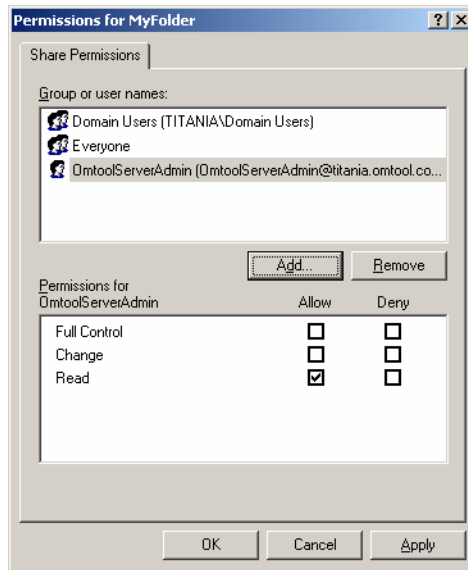 Permissions for MyFolder
Share Permissions
Group or user names:
Domain Users (TITANIA\Domain Users)
Everyone
OmtoolServerAdmin (OmtoolServerAdmin@titania.omtool.co...
Add... Remove
Permissions for
OmtoolServerAdmin Allow Deny
Full Control
Change
Read
OK Cancel Apply